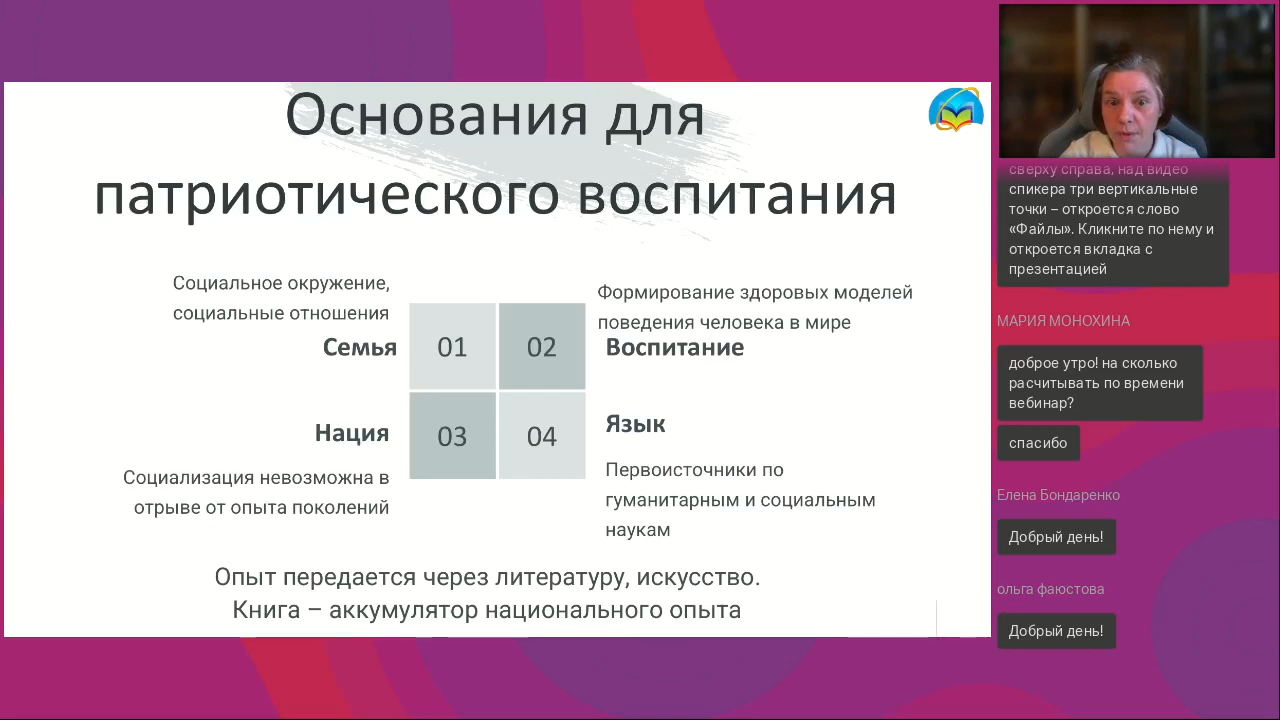 Основания для
патриотического воспитания
Социальное окружение,
социальные отношения
Семья
01
02
Формирование здоровых моделей
поведения человека в мире
Воспитание
Нация
Социализация невозможна в
отрыве от опыта поколений
03
04
Язык
Первоисточники по
гуманитарным и социальным
наукам
Опыт передается через литературу, искусство.
Книга – аккумулятор национального опыта
сверху справа, над видео
спикера три вертикальные
точки – откроется слово
«Файлы». Кликните по нему и
откроется вкладка с
презентацией
МАРИЯ МОНОХИНА
доброе утро! на сколько
расчитывать по времени
вебинар?
спасибо
Елена Бондаренко
Добрый день!
ольга фаюстова
Добрый день!